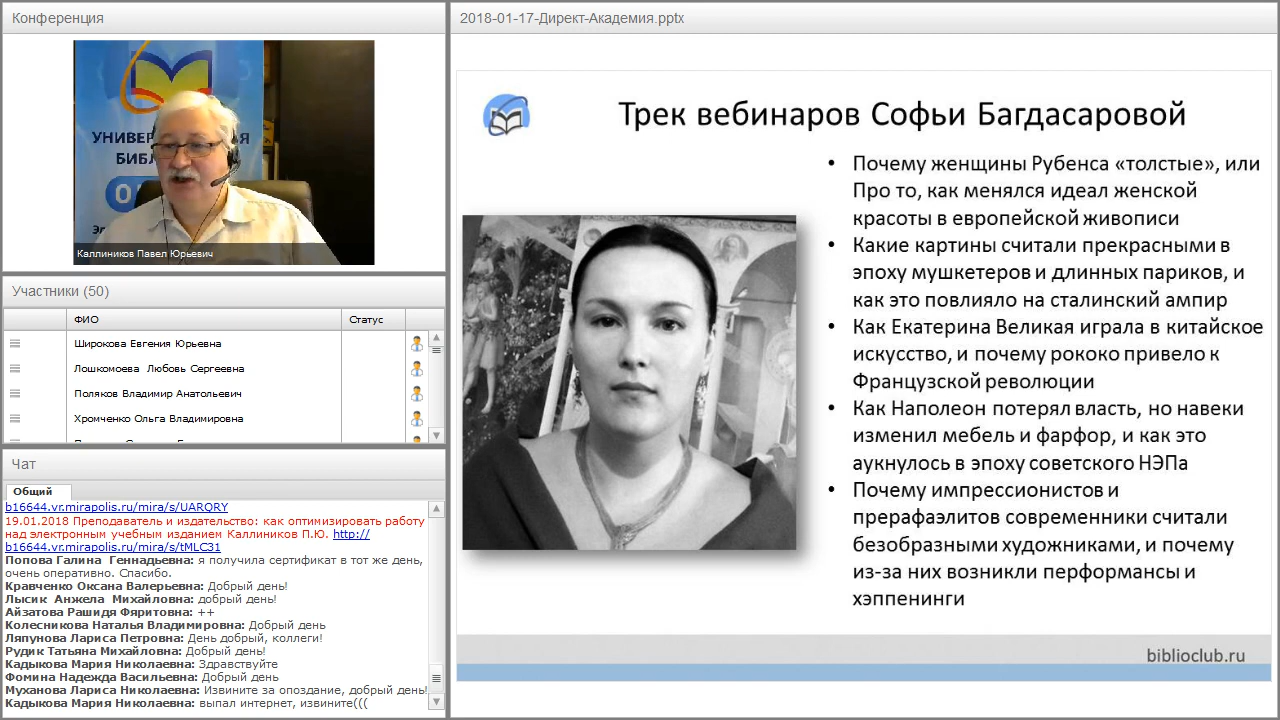 Конференция
УНИВЕР
АЯ
БИБЛ
Каллиников Павел Юрьевич
Участники (50)
ФИО
Статус
Широкова Евгения Юрьевна
Лошкомоева Любовь Сергеевна
Поляков Владимир Анатольевич
Хромченко Ольга Владимировна
Чат
Общий
b16644.vr.mirapolis.ru/mira/s/UARQRY
19.01.2018 Преподаватель и издательство: как оптимизировать работу
над электронным учебным изданием Каллиников П.Ю. http://
b16644.vr.mirapolis.ru/mira/s/tMLC31
Попова Галина Геннадьевна: я получила сертификат в тот же день,
очень оперативно. Спасибо.
Кравченко Оксана Валерьевна: Добрый день!
Лысик Анжела Михайловна: добрый день!
Айзатова Рашидя Фяритовна: ++
Колесникова Наталья Владимировна: Добрый день
Ляпунова Лариса Петровна: День добрый, коллеги!
Рудик Татьяна Михайловна: Добрый день!
Кадыкова Мария Николаевна: Здравствуйте
Фомина Надежда Васильевна: Добрый день
Муханова Лариса Николаевна: Извините за опоздание, добрый день!
Кадыкова Мария Николаевна: выпал интернет, извините(((
2018-01-17-Директ-Академия.pptx
Трек вебинаров Софьи Багдасаровой
• Почему женщины Рубенса «толстые», или
Про то, как менялся идеал женской
красоты в европейской живописи
• Какие картины считали прекрасными в
эпоху мушкетеров и длинных париков, и
как это повлияло на сталинский ампир
• Как Екатерина Великая играла в китайское
искусство, и почему рококо привело к
Французской революции
• Как Наполеон потерял власть, но навеки
изменил мебель и фарфор, и как это
аукнулось в эпоху советского НЭПа
• Почему импрессионистов и
прерафаэлитов современники считали
безобразными художниками, и почему
из-за них возникли перформансы и
хэппенинги
biblioclub.ru